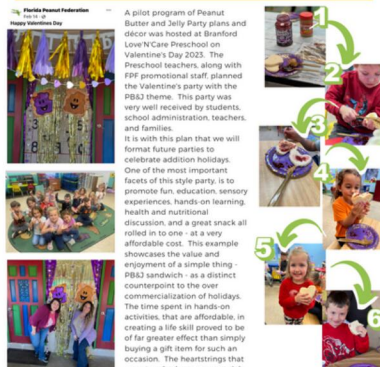 Florida Peanut Federation
Feb 14
Happy Valentines Day
A pilot program of Peanut
Butter and Jelly Party plans and
décor was hosted at Branford
Love'N'Care Preschool on
Valentine's Day 2023. The
Preschool teachers, along with
FPF promotional staff, planned
the Valentine's party with the
PB&J theme. This party was
very well received by students,
school administration, teachers,
and families.
It is with this plan that we will
format future parties to
celebrate addition holidays.
One of the most important
facets of this style party, is to
promote fun, education, sensory
experiences, hands-on learning,
health and nutritional
discussion, and a great snack all
rolled in to one - at a very
affordable cost. This example
showcases the value and
enjoyment of a simple thing -
PB&J sandwich - as a distinct
counterpoint to the over
commercialization of holidays.
The time spent in hands-on
activities, that are affordable, in
creating a life skill proved to be
of far greater effect than simply
buying a gift item for such an
occasion. The heartstrings that
1
2
3
4
5
6